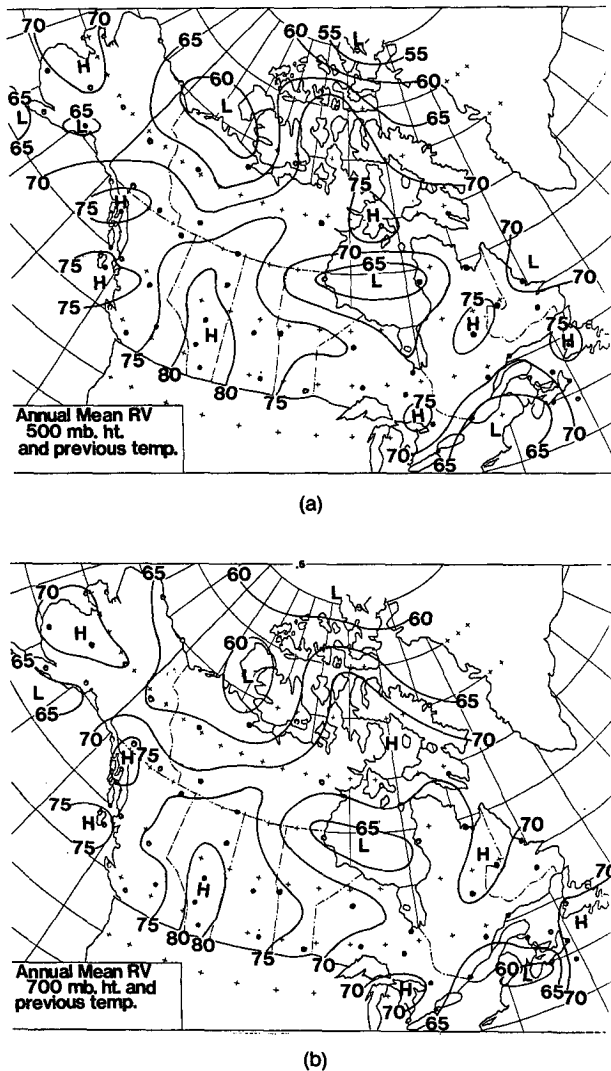 70 70 65 60 55 L 55
H 60 L 60
65 65 65
L L
70 75 70
75 H H 70
70 65 L
75 L 70
H 75 75
75 H H H
75 80 80 75 75 H
70 65 L 65 70
Annual Mean RV
500 mb. ht.
and previous temp.
(a)
65 60 .6 L 60
70 60
H L 65
65
L 65
70 75 H 70
H
75 65 70
H 75 L H
70
H H
75 80 80 75 70
60 L
70 H 65 70 65 70
Annual Mean RV
700 mb. ht. and
previous temp.
(b)